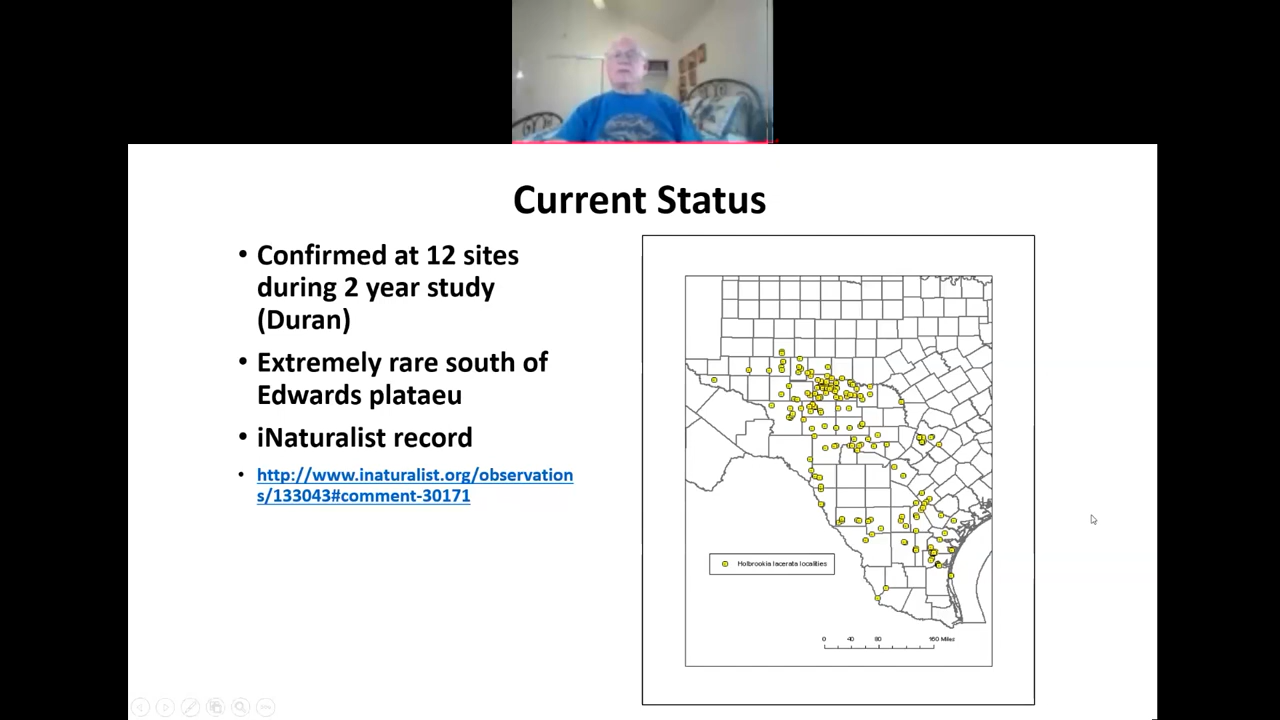 Current Status
• Confirmed at 12 sites
during 2 year study
(Duran)
• Extremely rare south of
Edwards plataeu
• iNaturalist record
• http://www.inaturalist.org/observation
s/133043#comment-30171
Holbrookia lacerata localities
0 40 80 160 Miles